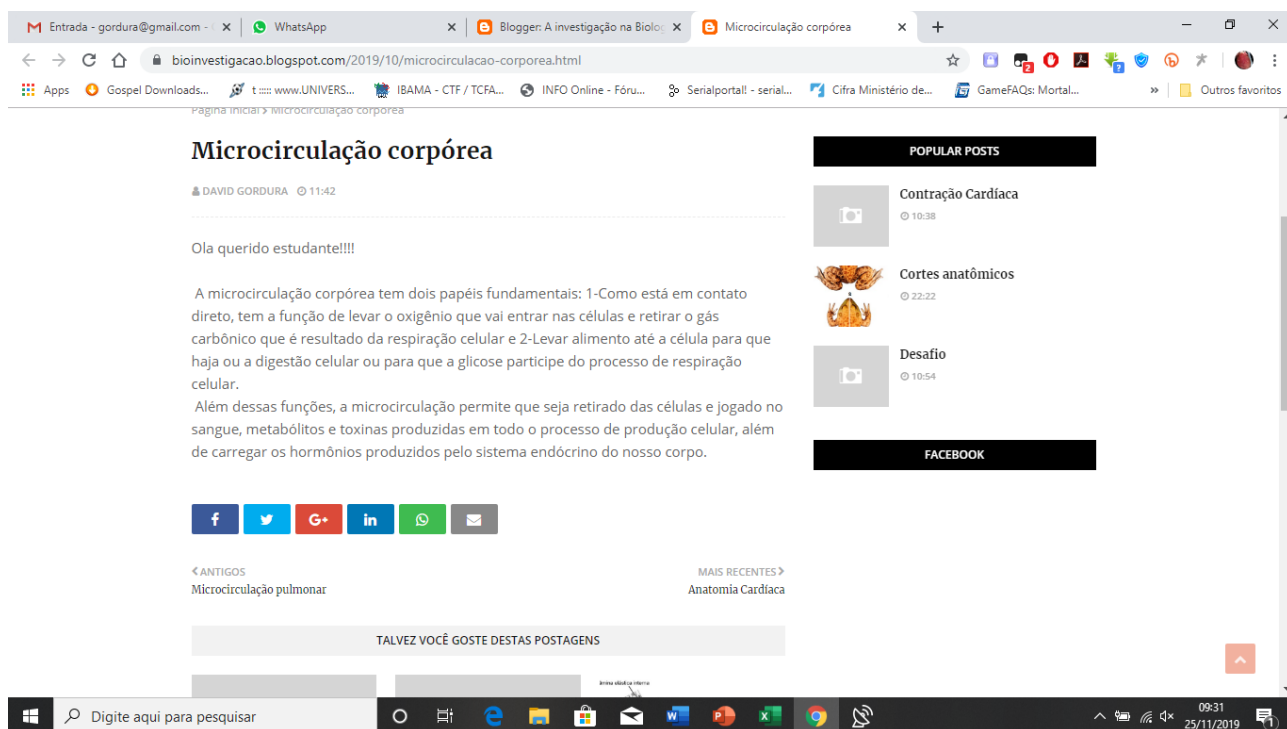 Entrada - gordura@gmail.com -
WhatsApp
Blogger: A investigação na Biolog
Microcirculação corpórea
bioinvestigacao.blogspot.com/2019/10/microcirculacao-corporea.html
Apps
Gospel Downloads...
t ::::: www.UNIVERS...
IBAMA - CTF / TCFA...
INFO Online - Fóru...
Serialportal! - serial...
Cifra Ministério de...
GameFAQs: Mortal...
»
Outros favoritos
Página inicial > Microcirculação corpórea
Microcirculação corpórea
DAVID GORDURA 11:42
Ola querido estudante!!!!
A microcirculação corpórea tem dois papéis fundamentais: 1-Como está em contato
direto, tem a função de levar o oxigênio que vai entrar nas células e retirar o gás
carbônico que é resultado da respiração celular e 2-Levar alimento até a célula para que
haja ou a digestão celular ou para que a glicose participe do processo de respiração
celular.
Além dessas funções, a microcirculação permite que seja retirado das células e jogado no
sangue, metabólitos e toxinas produzidas em todo o processo de produção celular, além
de carregar os hormônios produzidos pelo sistema endócrino do nosso corpo.
f
G+
in
ANTIGOS
Microcirculação pulmonar
MAIS RECENTES
Anatomia Cardíaca
TALVEZ VOCÊ GOSTE DESTAS POSTAGENS
POPULAR POSTS
Contração Cardíaca
10:38
Cortes anatômicos
22:22
Desafio
10:54
FACEBOOK
Digite aqui para pesquisar
09:31
25/11/2019